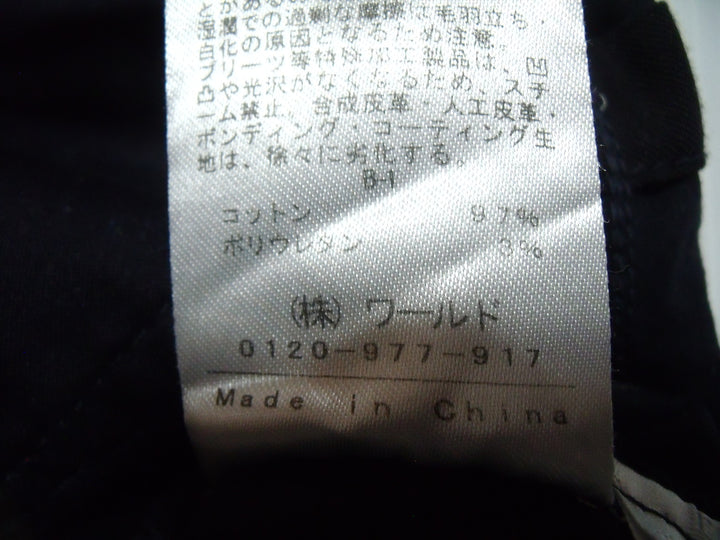 とがあるの
湿潤での過剰な摩擦は毛羽立ち・
白化の原因となるため注意。
プリーツ等特殊加工製品は、凹
凸や光沢がなくなるため、スチ
ーム禁止。合成皮革・人工皮革・
ボンディング・コーティング生
地は、徐々に劣化する。
B-1
コットン 97%
ポリウレタン 3%
(株)ワールド
0120-977-917
Made in China